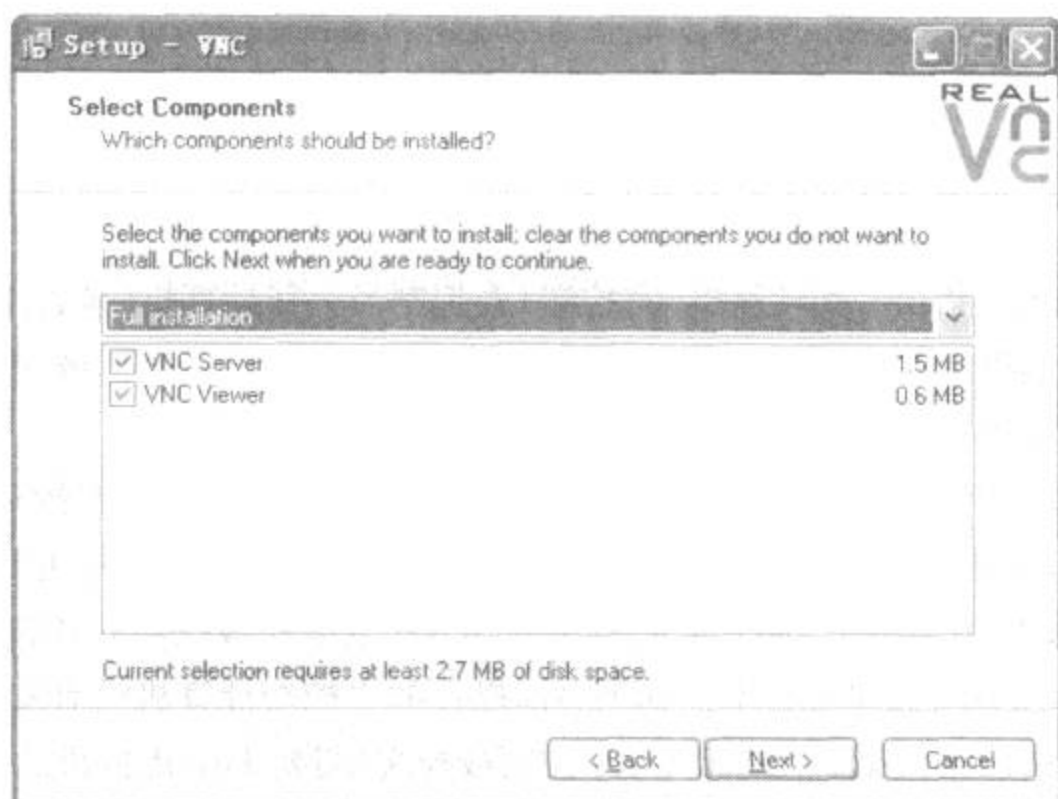 Setup - VNC
REAL
VNC
Select Components
Which components should be installed?
Select the components you want to install; clear the components you do not want to
install. Click Next when you are ready to continue.
Full installation
VNC Server 1.5 MB
VNC Viewer 0.6 MB
Current selection requires at least 2.7 MB of disk space.
< Back Next > Cancel